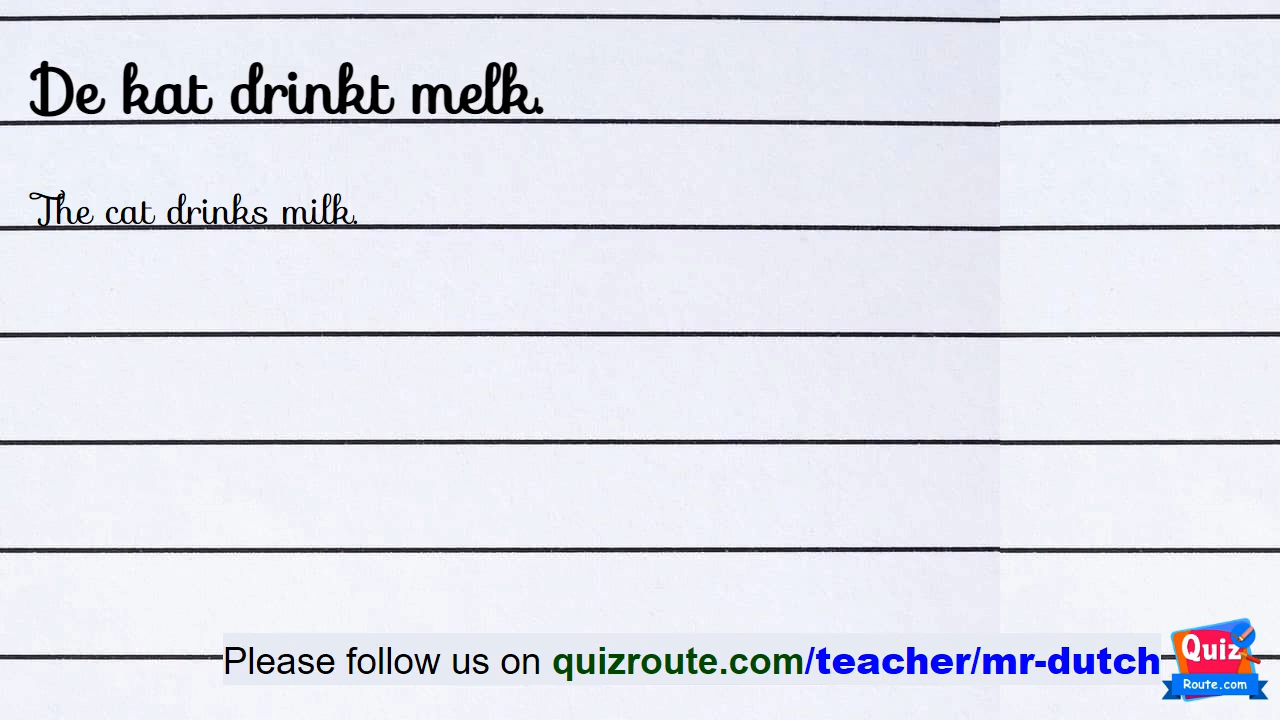 De kat drinkt melk.
The cat drinks milk.
Please follow us on quizroute.com/teacher/mr-dutch
Quiz
Route.com